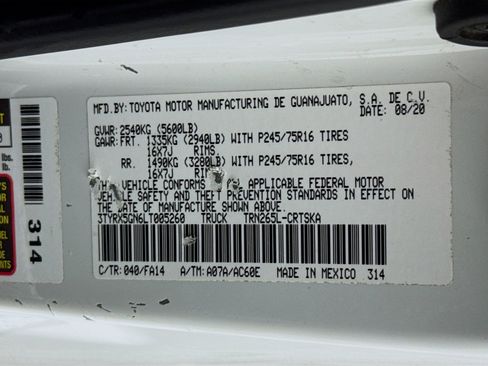 MFD.BY:TOYOTA MOTOR MANUFACTURING DE GUANAJUATO, S.A. DE C.V.
08/20
GVWR:2540KG (5600LB)
GAWR:FRT. 1335KG (2940LB) WITH P245/75R16 TIRES
16X7J RIMS,
RR. 1490KG (3280LB) WITH P245/75R16 TIRES,
16X7J RIMS,
THIS VEHICLE CONFORMS APPLICABLE FEDERAL MOTOR
VEHICLE SAFETY AND THEFT PREVENTION STANDARDS IN EFFECT ON
THE DATE OF MANUFACTURE SHOWN ABOVE.
3TYRX5GN6LT005260 TRUCK TRN265L-CRTSKA
C/TR:040/FA14 A/TM:A07A/AC60E MADE IN MEXICO 314
314
lbs.